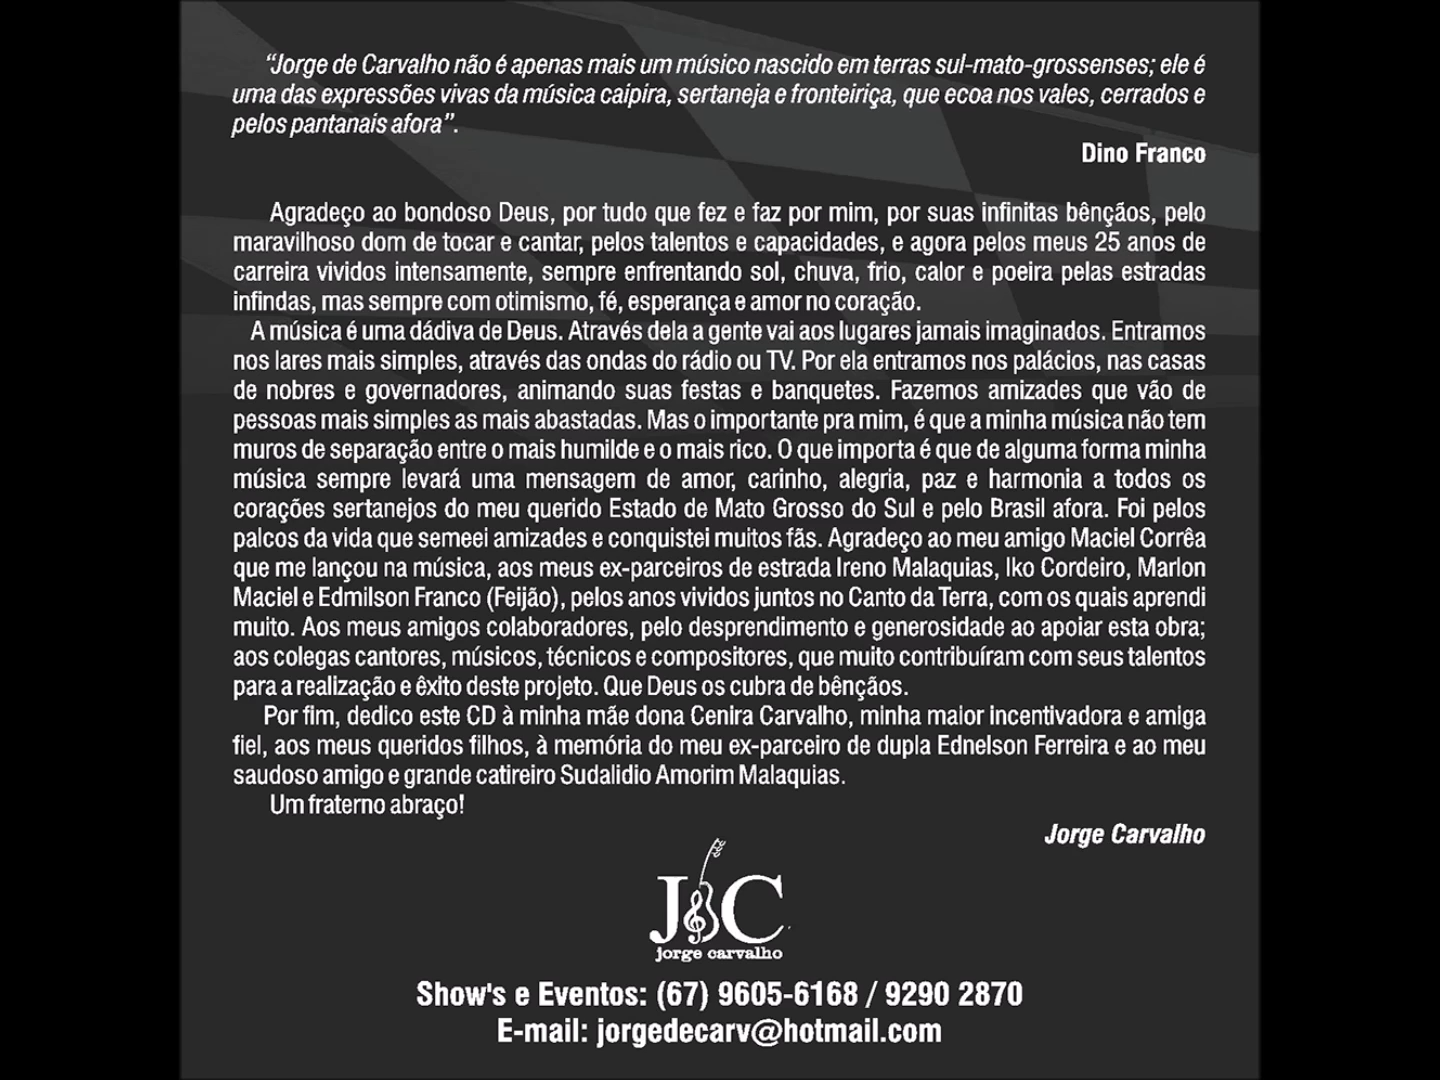 “Jorge de Carvalho não é apenas mais um músico nascido em terras sul-mato-grossenses; ele é
uma das expressões vivas da música caipira, sertaneja e fronteiriça, que ecoa nos vales, cerrados e
pelos pantanais afora”.
Dino Franco
Agradeço ao bondoso Deus, por tudo que fez e faz por mim, por suas infinitas bênçãos, pelo
maravilhoso dom de tocar e cantar, pelos talentos e capacidades, e agora pelos meus 25 anos de
carreira vividos intensamente, sempre enfrentando sol, chuva, frio, calor e poeira pelas estradas
infindas, mas sempre com otimismo, fé, esperança e amor no coração.
A música é uma dádiva de Deus. Através dela a gente vai aos lugares jamais imaginados. Entramos
nos lares mais simples, através das ondas do rádio ou TV. Por ela entramos nos palácios, nas casas
de nobres e governadores, animando suas festas e banquetes. Fazemos amizades que vão de
pessoas mais simples as mais abastadas. Mas o importante pra mim, é que a minha música não tem
muros de separação entre o mais humilde e o mais rico. O que importa é que de alguma forma minha
música sempre levará uma mensagem de amor, carinho, alegria, paz e harmonia a todos os
corações sertanejos do meu querido Estado de Mato Grosso do Sul e pelo Brasil afora. Foi pelos
palcos da vida que semeei amizades e conquistei muitos fãs. Agradeço ao meu amigo Maciel Corrêa
que me lançou na música, aos meus ex-parceiros de estrada Ireno Malaquias, Iko Cordeiro, Marlon
Maciel e Edmilson Franco (Feijão), pelos anos vividos juntos no Canto da Terra, com os quais aprendi
muito. Aos meus amigos colaboradores, pelo desprendimento e generosidade ao apoiar esta obra;
aos colegas cantores, músicos, técnicos e compositores, que muito contribuíram com seus talentos
para a realização e êxito deste projeto. Que Deus os cubra de bênçãos.
Por fim, dedico este CD à minha mãe dona Cenira Carvalho, minha maior incentivadora e amiga
fiel, aos meus queridos filhos, à memória do meu ex-parceiro de dupla Ednelson Ferreira e ao meu
saudoso amigo e grande catireiro Sudalidio Amorim Malaquias.
Um fraterno abraço!
Jorge Carvalho
JC
jorge carvalho
Show's e Eventos: (67) 9605-6168 / 9290 2870
E-mail: jorgedecarv@hotmail.com